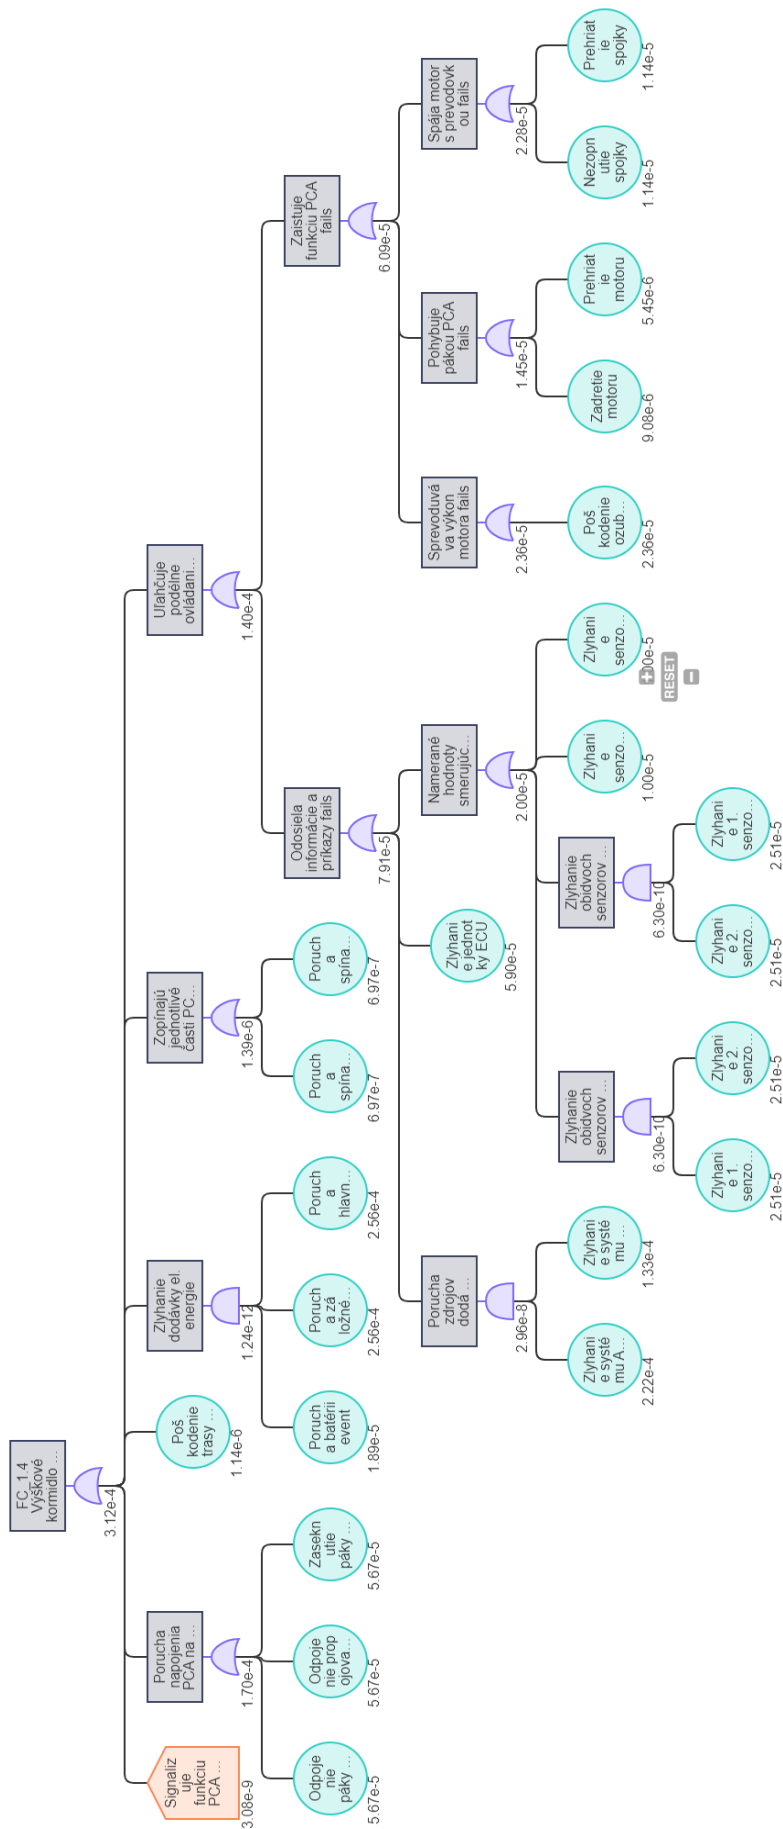 FC_1.4
Výškové
kormidlo ...
3.12e-4
Signaliz
uje
funkciu
PCA ...
3.08e-9
Porucha
napojenia
PCA na ...
1.70e-4
Odpoje
nie
páky ...
5.67e-5
Odpoje
nie prop
ojova...
5.67e-5
Zasekn
utie
páky ...
5.67e-5
Poš
kodenie
trasy ...
1.14e-6
Zlyhanie
dodávky el.
energie
1.24e-12
Poruch
a batérií
event
1.89e-5
Poruch
a zá
ložné...
2.56e-4
Poruch
a
hlavn...
2.56e-4
Zopínajú
jednotlivé
časti PC...
1.39e-6
Poruch
a
spína...
6.97e-7
Poruch
a
spína...
6.97e-7
Uľahčuje
podélne
ovládani...
1.40e-4
Odosiela
informácie a
príkazy fails
7.91e-5
Porucha
zdrojov
dodá ...
2.96e-8
Zlyhani
e systé
mu A...
2.22e-4
Zlyhani
e systé
mu ...
1.33e-4
Zlyhani
e jednot
ky ECU
5.90e-5
Namerané
hodnoty
smerujúc...
2.00e-5
Zlyhanie
obidvoch
senzorov ...
6.30e-10
Zlyhani
e 1.
senzo...
2.51e-5
Zlyhani
e 2.
senzo...
2.51e-5
Zlyhanie
obidvoch
senzorov ...
6.30e-10
Zlyhani
e 2.
senzo...
2.51e-5
Zlyhani
e 1.
senzo...
2.51e-5
Zlyhani
e
senzo...
1.00e-5
Zlyhani
e
senzo...
00e-5
+
RESET
−
Zaistuje
funkciu PCA
fails
6.09e-5
Sprevoduvá
va výkon
motora fails
2.36e-5
Poš
kodenie
ozub...
2.36e-5
Pohybuje
pákou PCA
fails
1.45e-5
Zadretie
motoru
9.08e-6
Prehriat
ie
motoru
5.45e-6
Spája motor
s prevodovk
ou fails
2.28e-5
Nezopn
utie
spojky
1.14e-5
Prehriat
ie
spojky
1.14e-5